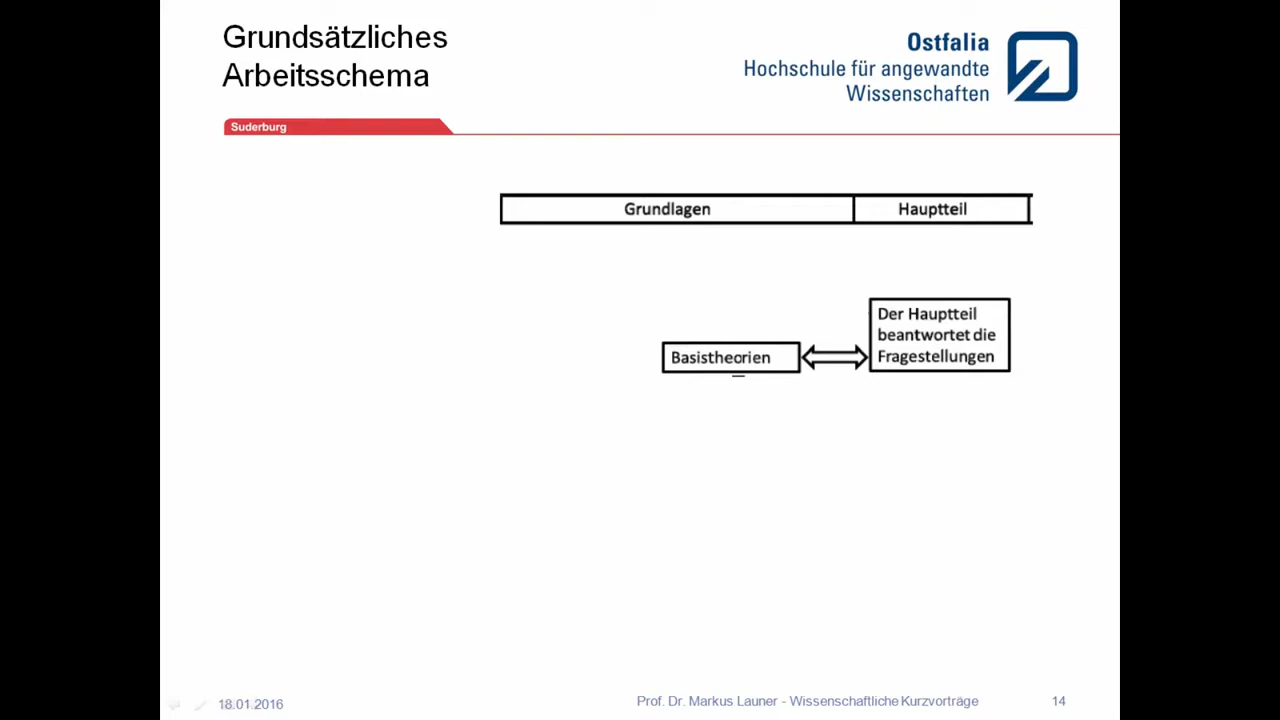 Grundsätzliches
Arbeitsschema
Ostfalia
Hochschule für angewandte
Wissenschaften
Suderburg
Grundlagen
Hauptteil
Der Hauptteil
beantwortet die
Fragestellungen
Basistheorien
18.01.2016
Prof. Dr. Markus Launer - Wissenschaftliche Kurzvorträge
14